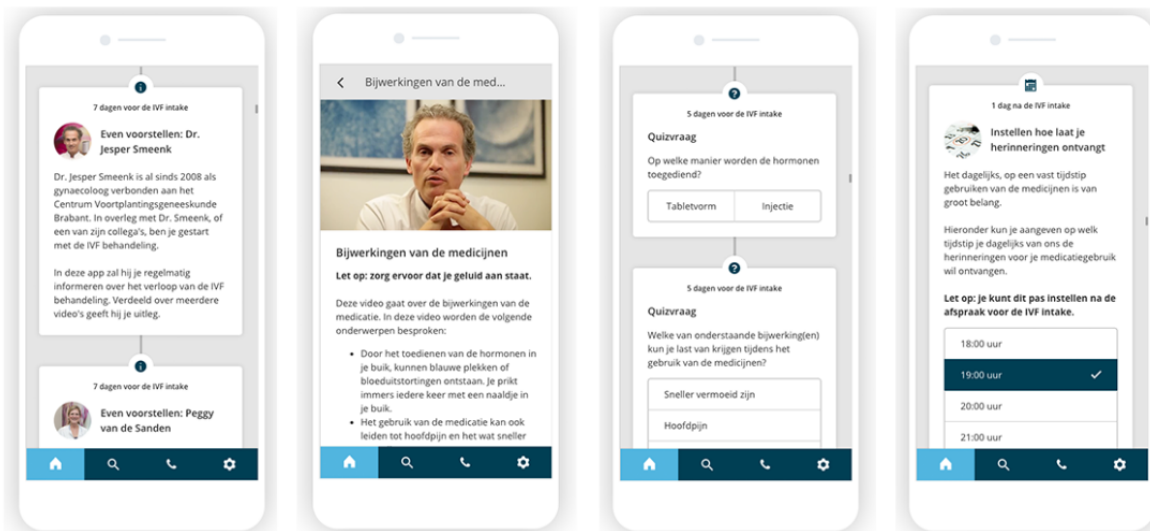 7 dagen voor de IVF intake
Even voorstellen: Dr.
Jesper Smeenk
Dr. Jesper Smeenk is al sinds 2008 als
gynaecoloog verbonden aan het
Centrum Voortplantingsgeneeskunde
Brabant. In overleg met Dr. Smeenk, of
een van zijn collega's, ben je gestart
met de IVF behandeling.
In deze app zal hij je regelmatig
informeren over het verloop van de IVF
behandeling. Verdeeld over meerdere
video's geeft hij je uitleg.
7 dagen voor de IVF intake
Even voorstellen: Peggy
van de Sanden
Bijwerkingen van de med...
Bijwerkingen van de medicijnen
Let op: zorg ervoor dat je geluid aan staat.
Deze video gaat over de bijwerkingen van de
medicatie. In deze video worden de volgende
onderwerpen besproken:
• Door het toedienen van de hormonen in
je buik, kunnen blauwe plekken of
bloeduitstortingen ontstaan. Je prikt
immers iedere keer met een naaldje in
je buik.
• Het gebruik van de medicatie kan ook
leiden tot hoofdpijn en het wat sneller
5 dagen voor de IVF intake
Quizvraag
Op welke manier worden de hormonen
toegediend?
Tabletvorm Injectie
5 dagen voor de IVF intake
Quizvraag
Welke van onderstaande bijwerking(en)
kun je last van krijgen tijdens het
gebruik van de medicijnen?
Sneller vermoeid zijn
Hoofdpijn
1 dag na de IVF intake
Instellen hoe laat je
herinneringen ontvangt
Het dagelijks, op een vast tijdstip
gebruiken van de medicijnen is van
groot belang.
Hieronder kun je aangeven op welk
tijdstip je dagelijks van ons de
herinneringen voor je medicatiegebruik
wil ontvangen.
Let op: je kunt dit pas instellen na de
afspraak voor de IVF intake.
18:00 uur
19:00 uur
20:00 uur
21:00 uur